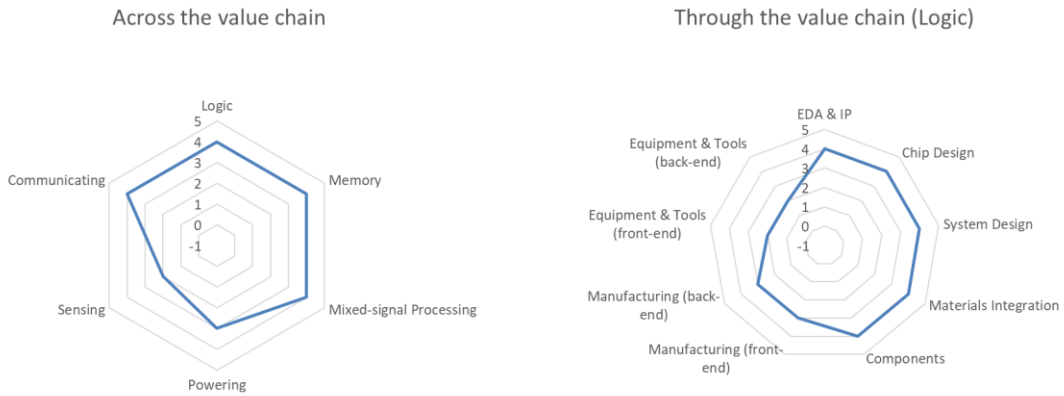 Across the value chain
Logic
5
4
3
2
1
0
-1
Communicating
Memory
Sensing
Mixed-signal Processing
Powering
Through the value chain (Logic)
EDA & IP
5
4
3
2
1
0
-1
Equipment & Tools
(back-end)
Chip Design
Equipment & Tools
(front-end)
System Design
Manufacturing (back-
end)
Materials Integration
Manufacturing (front-
end)
Components